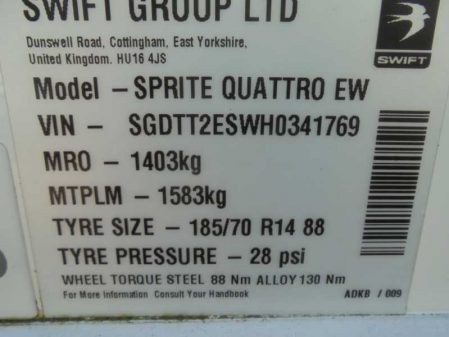 SWIFT GROUP LTD
Dunswell Road, Cottingham, East Yorkshire,
United Kingdom. HU16 4JS
SWIFT
Model - SPRITE QUATTRO EW
VIN - SGDTT2ESWH0341769
MRO - 1403kg
MTPLM - 1583kg
TYRE SIZE - 185/70 R14 88
TYRE PRESSURE - 28 psi
WHEEL TORQUE STEEL 88 Nm ALLOY 130 Nm
For More Information Consult Your Handbook
ADKB / 009